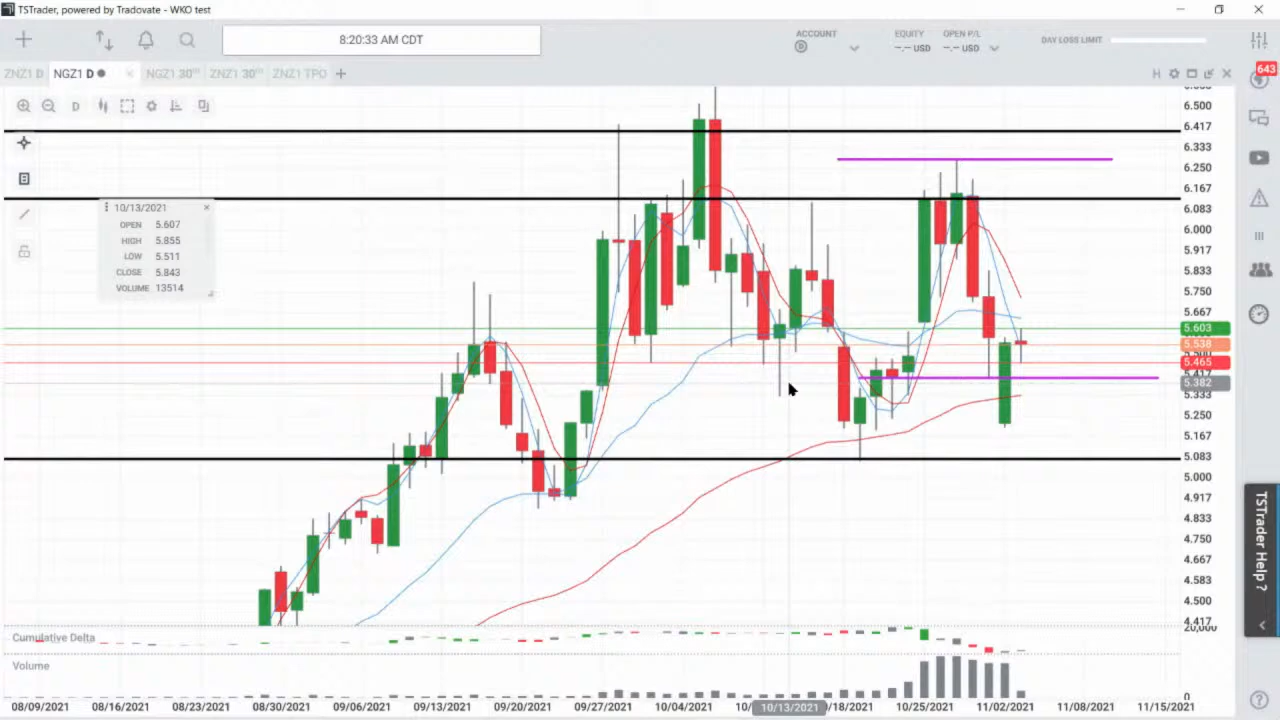 TSTrader, powered by Tradovate - WKO test
8:20:33 AM CDT
ACCOUNT
EQUITY
-.-- USD
OPEN P/L
-.-- USD
DAY LOSS LIMIT
643
ZNZ1 D
NGZ1 D
NGZ1 30m
ZNZ1 30m
ZNZ1 TPO
H
D
10/13/2021
OPEN 5.607
HIGH 5.855
LOW 5.511
CLOSE 5.843
VOLUME 13514
6.500
6.417
6.333
6.250
6.167
6.083
6.000
5.917
5.833
5.750
5.667
5.603
5.538
5.465
5.382
5.333
5.250
5.167
5.083
5.000
4.917
4.833
4.750
4.667
4.583
4.500
4.417
TSTrader Help ?
Cumulative Delta
20,000
Volume
0
08/09/2021 08/16/2021 08/23/2021 08/30/2021 09/06/2021 09/13/2021 09/20/2021 09/27/2021 10/04/2021 10/13/2021 /18/2021 10/25/2021 11/02/2021 11/08/2021 11/15/2021